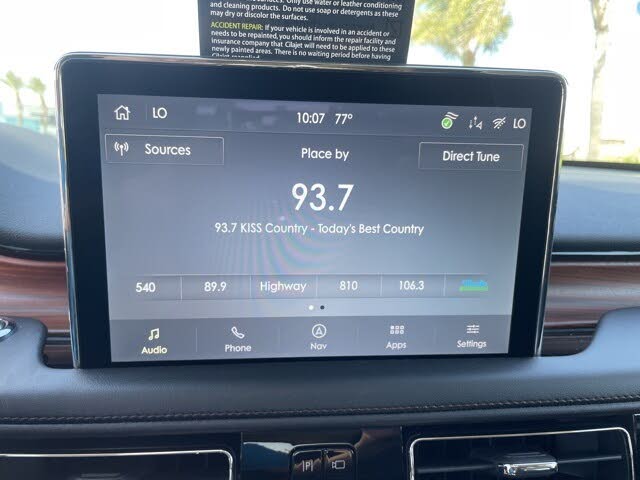 and cleaning products. Do not use soap or detergents as these
may dry or discolor the surfaces.
ACCIDENT REPAIR: If your vehicle is involved in an accident or
needs to be repainted, you should inform the repair facility and
insurance company that Cilajet will need to be applied to these
newly painted areas. There is no waiting period before having
LO 10:07 77° LO
Sources Place by Direct Tune
93.7
93.7 KISS Country - Today's Best Country
540 89.9 Highway 810 106.3
Audio Phone Nav Apps Settings
P